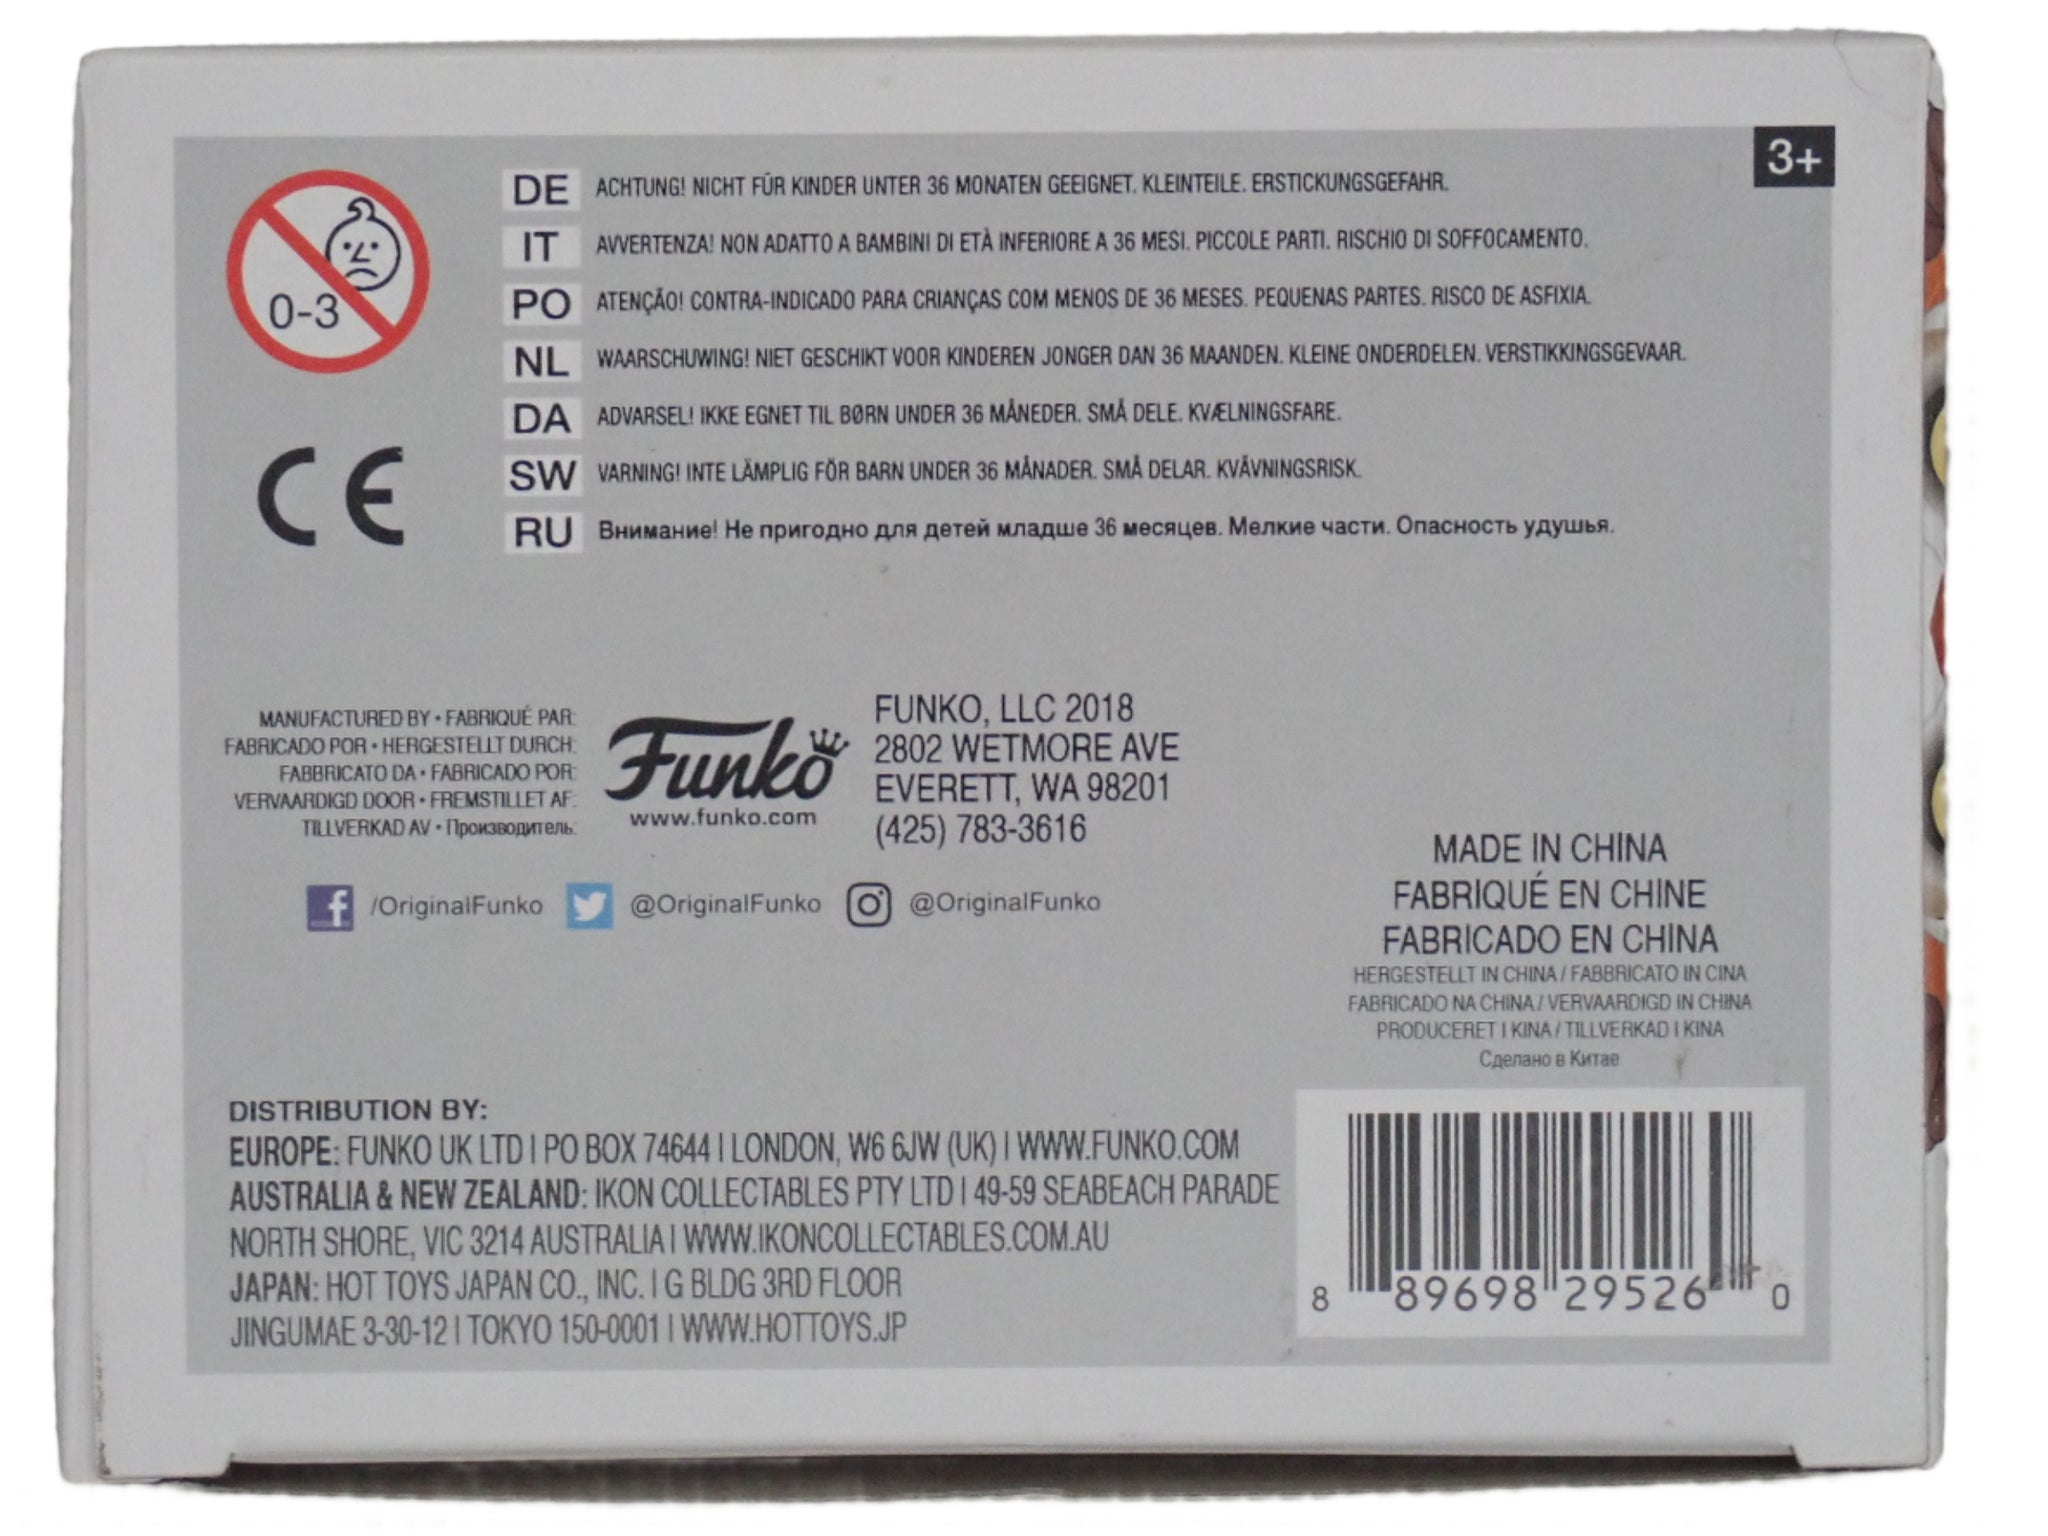 3+
0-3
DE ACHTUNG! NICHT FÜR KINDER UNTER 36 MONATEN GEEIGNET. KLEINTEILE. ERSTICKUNGSGEFAHR.
IT AVVERTENZA! NON ADATTO A BAMBINI DI ETÀ INFERIORE A 36 MESI. PICCOLE PARTI. RISCHIO DI SOFFOCAMENTO.
PO ATENÇÃO! CONTRA-INDICADO PARA CRIANÇAS COM MENOS DE 36 MESES. PEQUENAS PARTES. RISCO DE ASFIXIA.
NL WAARSCHUWING! NIET GESCHIKT VOOR KINDEREN JONGER DAN 36 MAANDEN. KLEINE ONDERDELEN. VERSTIKKINGSGEVAAR.
DA ADVARSEL! IKKE EGNET TIL BØRN UNDER 36 MÅNEDER. SMÅ DELE. KVÆLNINGSFARE.
SW VARNING! INTE LÄMPLIG FÖR BARN UNDER 36 MÅNADER. SMÅ DELAR. KVÄVNINGSRISK.
RU Внимание! Не пригодно для детей младше 36 месяцев. Мелкие части. Опасность удушья.
CE
MANUFACTURED BY • FABRIQUÉ PAR:
FABRICADO POR • HERGESTELLT DURCH:
FABBRICATO DA • FABRICADO POR:
VERVAARDIGD DOOR • FREMSTILLET AF:
TILLVERKAD AV • Производитель:
Funko
www.funko.com
FUNKO, LLC 2018
2802 WETMORE AVE
EVERETT, WA 98201
(425) 783-3616
/OriginalFunko @OriginalFunko @OriginalFunko
MADE IN CHINA
FABRIQUÉ EN CHINE
FABRICADO EN CHINA
HERGESTELLT IN CHINA / FABBRICATO IN CINA
FABRICADO NA CHINA / VERVAARDIGD IN CHINA
PRODUCERET I KINA / TILLVERKAD I KINA
Сделано в Китае
DISTRIBUTION BY:
EUROPE: FUNKO UK LTD | PO BOX 74644 | LONDON, W6 6JW (UK) | WWW.FUNKO.COM
AUSTRALIA & NEW ZEALAND: IKON COLLECTABLES PTY LTD | 49-59 SEABEACH PARADE
NORTH SHORE, VIC 3214 AUSTRALIA | WWW.IKONCOLLECTABLES.COM.AU
JAPAN: HOT TOYS JAPAN CO., INC. | G BLDG 3RD FLOOR
JINGUMAE 3-30-12 | TOKYO 150-0001 | WWW.HOTTOYS.JP
8 89698 29526 0